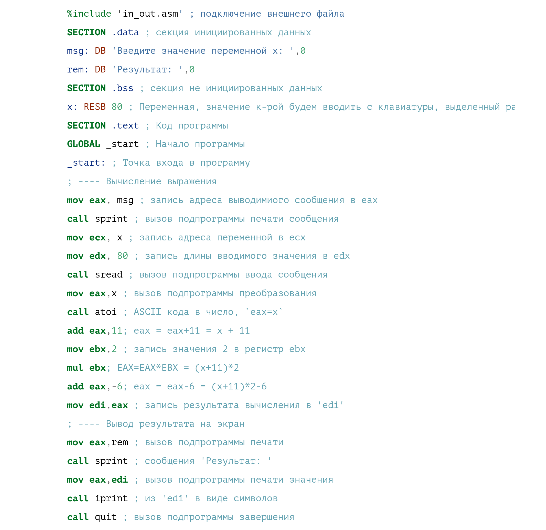 %include 'in_out.asm' ; подключение внешнего файла
SECTION .data ; секция инициированных данных
msg: DB 'Введите значение переменной х: ',0
rem: DB 'Результат: ',0
SECTION .bss ; секция не инициированных данных
x: RESB 80 ; Переменная, значение к-рой будем вводить с клавиатуры, выделенный ра
SECTION .text ; Код программы
GLOBAL _start ; Начало программы
_start: ; Точка входа в программу
; ---- Вычисление выражения
mov eax, msg ; запись адреса выводимиого сообщения в eax
call sprint ; вызов подпрограммы печати сообщения
mov ecx, x ; запись адреса переменной в ecx
mov edx, 80 ; запись длины вводимого значения в edx
call sread ; вызов подпрограммы ввода сообщения
mov eax,x ; вызов подпрограммы преобразования
call atoi ; ASCII кода в число, `eax=x`
add eax,11; eax = eax+11 = x + 11
mov ebx,2 ; запись значения 2 в регистр ebx
mul ebx; EAX=EAX*EBX = (x+11)*2
add eax,-6; eax = eax-6 = (x+11)*2-6
mov edi,eax ; запись результата вычисления в 'edi'
; ---- Вывод результата на экран
mov eax,rem ; вызов подпрограммы печати
call sprint ; сообщения 'Результат: '
mov eax,edi ; вызов подпрограммы печати значения
call iprint ; из 'edi' в виде символов
call quit ; вызов подпрограммы завершения